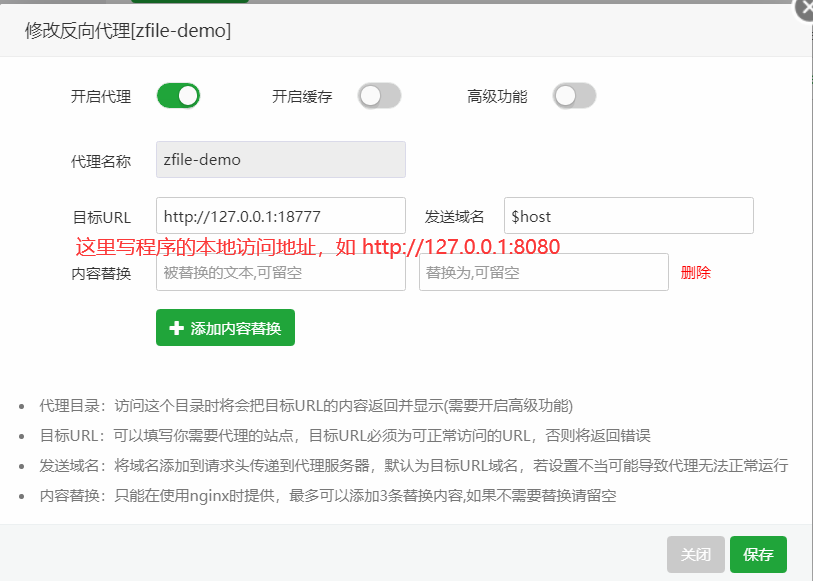 修改反向代理[zfile-demo]
开启代理 开启缓存 高级功能
代理名称 zfile-demo
目标URL http://127.0.0.1:18777 发送域名 $host
这里写程序的本地访问地址，如 http://127.0.0.1:8080
内容替换 被替换的文本,可留空 替换为,可留空 删除
添加内容替换
代理目录：访问这个目录时将会把目标URL的内容返回并显示(需要开启高级功能)
目标URL：可以填写你需要代理的站点，目标URL必须为可正常访问的URL，否则将返回错误
发送域名：将域名添加到请求头传递到代理服务器，默认为目标URL域名，若设置不当可能导致代理无法正常运行
内容替换：只能在使用nginx时提供，最多可以添加3条替换内容,如果不需要替换请留空
关闭 保存